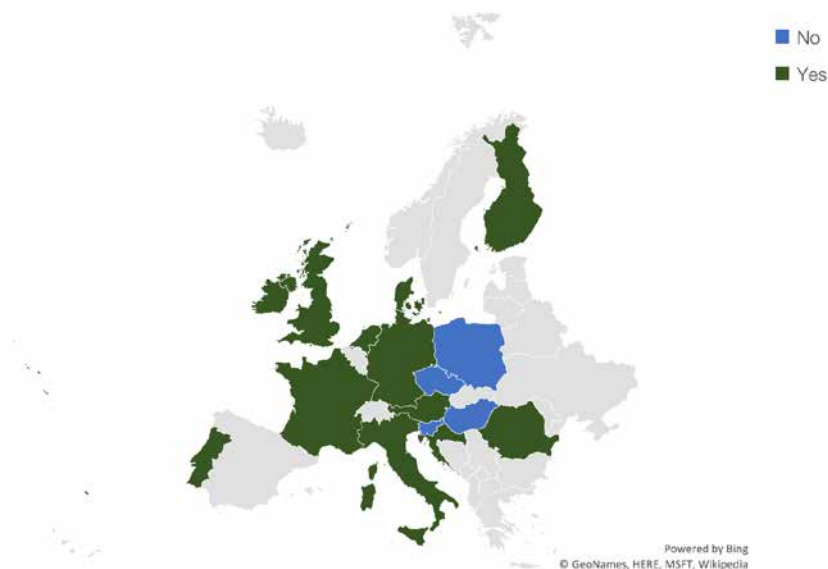 No
Yes
Powered by Bing
© GeoNames, HERE, MSFT, Wikipedia